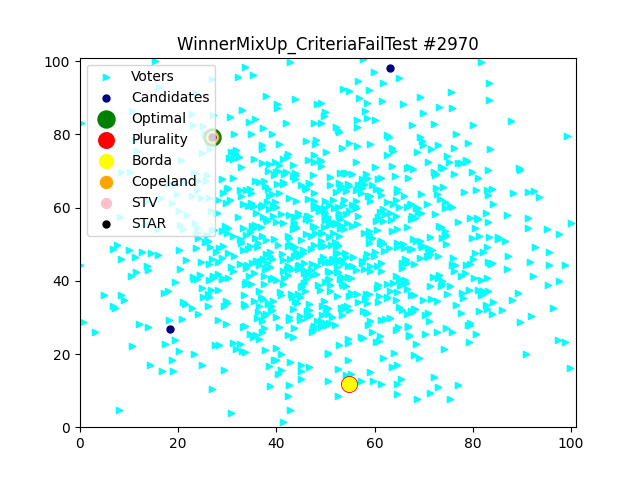 WinnerMixUp_CriteriaFailTest #2970
100
80
60
40
20
0
0
20
40
60
80
100
Voters
Candidates
Optimal
Plurality
Borda
Copeland
STV
STAR